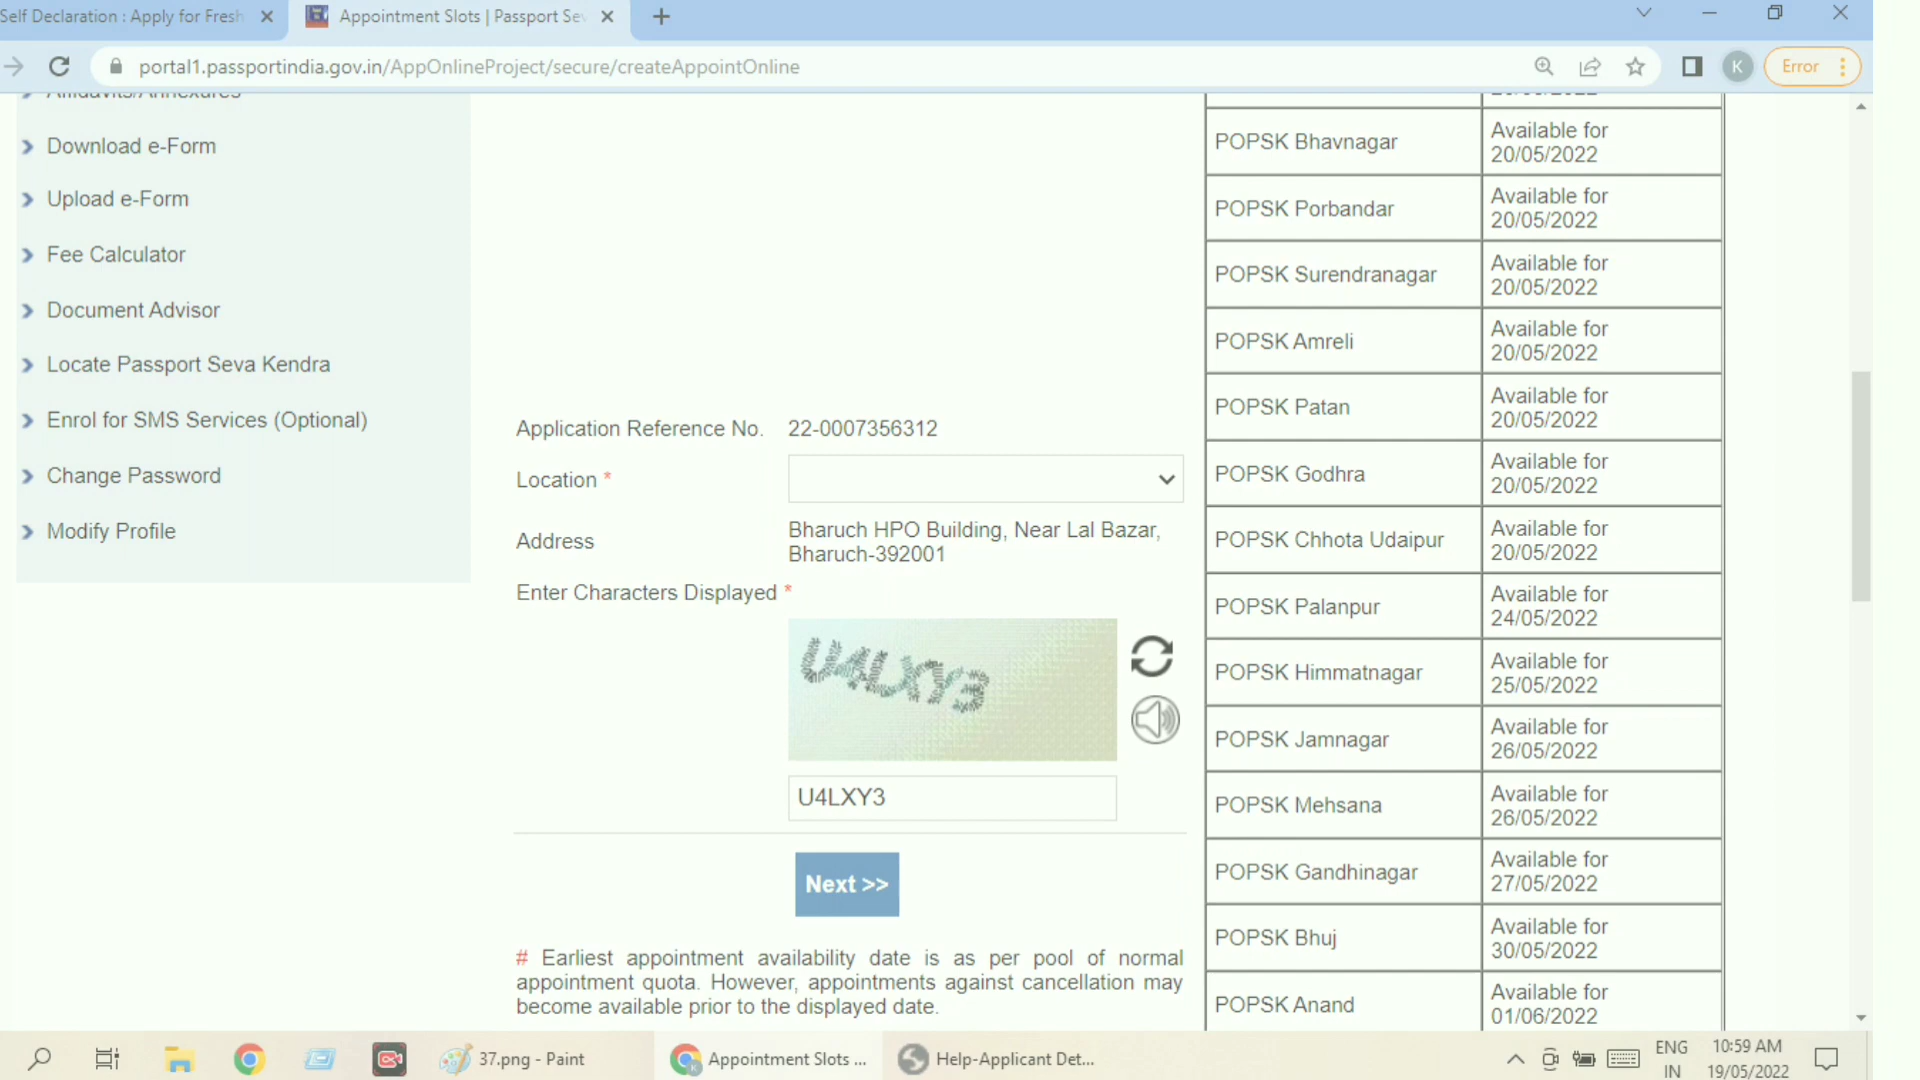 Self Declaration : Apply for Fresh
Appointment Slots | Passport Sev
portal1.passportindia.gov.in/AppOnlineProject/secure/createAppointOnline
K
Error
Affidavits/Annexures
Download e-Form
Upload e-Form
Fee Calculator
Document Advisor
Locate Passport Seva Kendra
Enrol for SMS Services (Optional)
Change Password
Modify Profile
Application Reference No. 22-0007356312
Location *
Address Bharuch HPO Building, Near Lal Bazar,
Bharuch-392001
Enter Characters Displayed *
U4LXY3
U4LXY3
Next >>
# Earliest appointment availability date is as per pool of normal
appointment quota. However, appointments against cancellation may
become available prior to the displayed date.
POPSK Bhavnagar Available for
20/05/2022
POPSK Porbandar Available for
20/05/2022
POPSK Surendranagar Available for
20/05/2022
POPSK Amreli Available for
20/05/2022
POPSK Patan Available for
20/05/2022
POPSK Godhra Available for
20/05/2022
POPSK Chhota Udaipur Available for
20/05/2022
POPSK Palanpur Available for
24/05/2022
POPSK Himmatnagar Available for
25/05/2022
POPSK Jamnagar Available for
26/05/2022
POPSK Mehsana Available for
26/05/2022
POPSK Gandhinagar Available for
27/05/2022
POPSK Bhuj Available for
30/05/2022
POPSK Anand Available for
01/06/2022
37.png - Paint
Appointment Slots ...
Help-Applicant Det...
ENG
IN
10:59 AM
19/05/2022